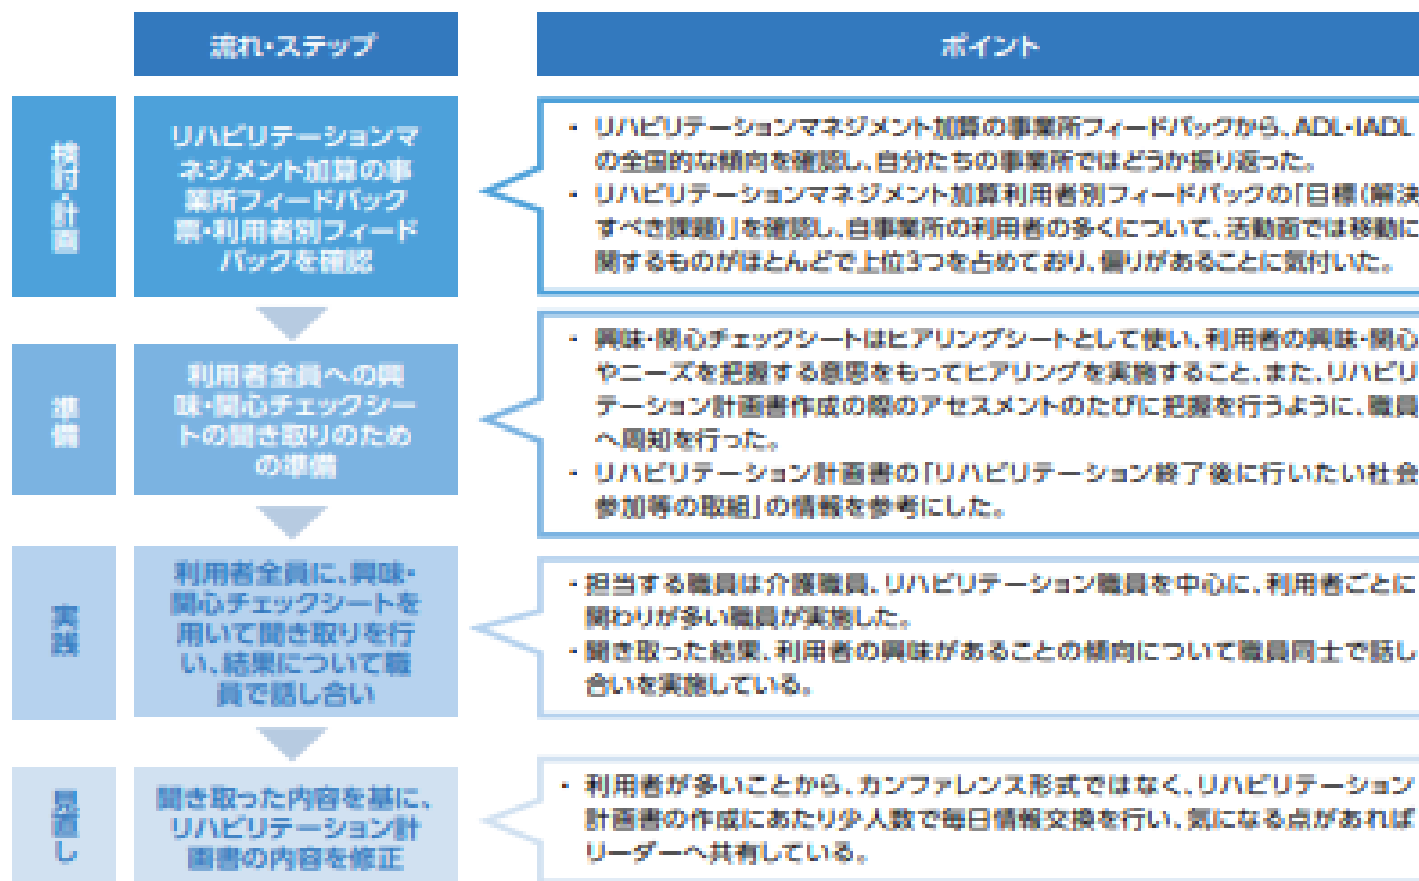 流れ・ステップ
ポイント
検討・計画
リハビリテーションマ
ネジメント加算の事
業所フィードバック
票・利用者別フィード
バックを確認
・ リハビリテーションマネジメント加算の事業所フィードバックから、ADL・IADL
の全国的な傾向を確認し、自分たちの事業所ではどうか振り返った。
・ リハビリテーションマネジメント加算利用者別フィードバックの「目標(解決
すべき課題)」を確認し、自事業所の利用者の多くについて、活動面では移動に
関するものがほとんどで上位3つを占めており、偏りがあることに気付いた。
準備
利用者全員への興
味・関心チェックシー
トの聞き取りのため
の準備
・ 興味・関心チェックシートはヒアリングシートとして使い、利用者の興味・関心
やニーズを把握する意思をもってヒアリングを実施すること、また、リハビリ
テーション計画書作成の際のアセスメントのたびに把握を行うように、職員
へ周知を行った。
・ リハビリテーション計画書の「リハビリテーション終了後に行いたい社会
参加等の取組」の情報を参考にした。
実践
利用者全員に、興味・
関心チェックシートを
用いて聞き取りを行
い、結果について職
員で話し合い
・担当する職員は介護職員、リハビリテーション職員を中心に、利用者ごとに
関わりが多い職員が実施した。
・聞き取った結果、利用者の興味があることの傾向について職員同士で話し
合いを実施している。
見直し
聞き取った内容を基に、
リハビリテーション計
画書の内容を修正
・ 利用者が多いことから、カンファレンス形式ではなく、リハビリテーション
計画書の作成にあたり少人数で毎日情報交換を行い、気になる点があれば
リーダーへ共有している。